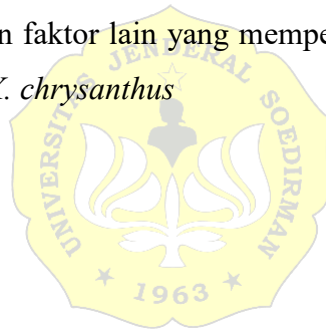 n faktor lain yang mempe
. chrysanthus
UNIVERSITAS JENDERAL SOEDIRMAN
1963